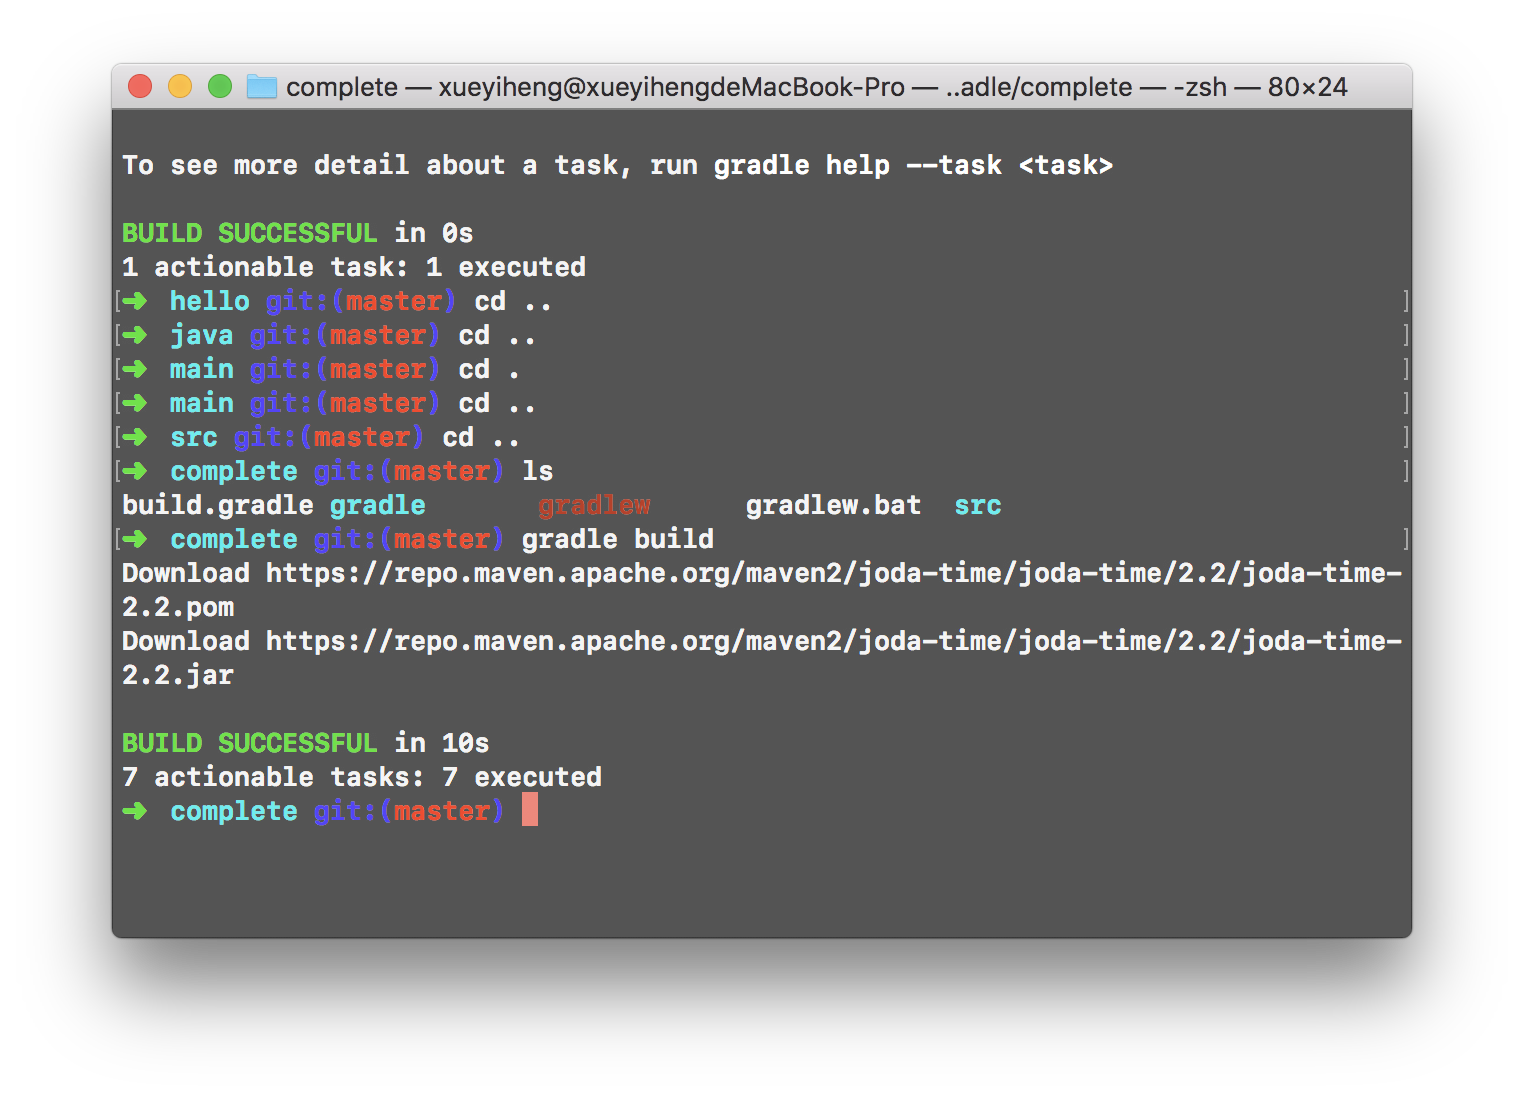 complete — xueyiheng@xueyihengdeMacBook-Pro — ..adle/complete — -zsh — 80×24
To see more detail about a task, run gradle help --task <task>
BUILD SUCCESSFUL in 0s
1 actionable task: 1 executed
[➜  hello git:(master) cd .. ]
[➜  java git:(master) cd .. ]
[➜  main git:(master) cd . ]
[➜  main git:(master) cd .. ]
[➜  src git:(master) cd .. ]
[➜  complete git:(master) ls ]
build.gradle gradle       gradlew      gradlew.bat  src
[➜  complete git:(master) gradle build ]
Download https://repo.maven.apache.org/maven2/joda-time/joda-time/2.2/joda-time-
2.2.pom
Download https://repo.maven.apache.org/maven2/joda-time/joda-time/2.2/joda-time-
2.2.jar
BUILD SUCCESSFUL in 10s
7 actionable tasks: 7 executed
➜  complete git:(master)